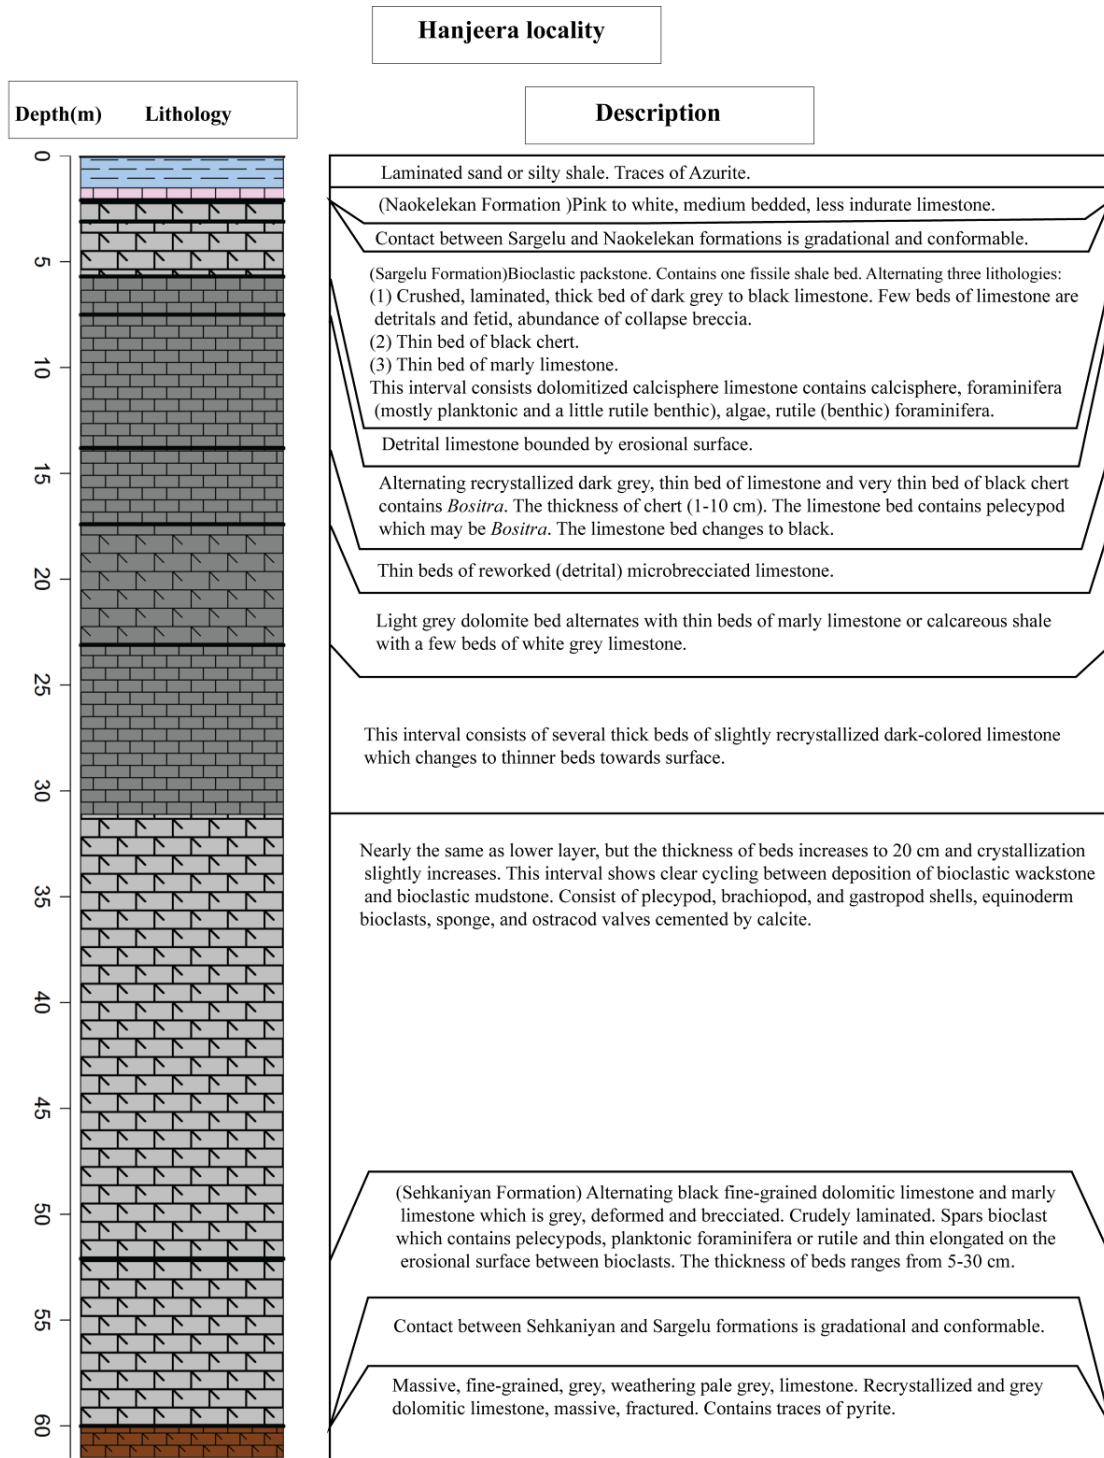 Hanjeera locality
Depth(m) Lithology
Description
0
5
10
15
20
25
30
35
40
45
50
55
60
Laminated sand or silty shale. Traces of Azurite.
(Naokelekan Formation )Pink to white, medium bedded, less indurate limestone.
Contact between Sargelu and Naokelekan formations is gradational and conformable.
(Sargelu Formation)Bioclastic packstone. Contains one fissile shale bed. Alternating three lithologies:
(1) Crushed, laminated, thick bed of dark grey to black limestone. Few beds of limestone are
detritals and fetid, abundance of collapse breccia.
(2) Thin bed of black chert.
(3) Thin bed of marly limestone.
This interval consists dolomitized calcisphere limestone contains calcisphere, foraminifera
(mostly planktonic and a little rutile benthic), algae, rutile (benthic) foraminifera.
Detrital limestone bounded by erosional surface.
Alternating recrystallized dark grey, thin bed of limestone and very thin bed of black chert
contains Bositra. The thickness of chert (1-10 cm). The limestone bed contains pelecypod
which may be Bositra. The limestone bed changes to black.
Thin beds of reworked (detrital) microbrecciated limestone.
Light grey dolomite bed alternates with thin beds of marly limestone or calcareous shale
with a few beds of white grey limestone.
This interval consists of several thick beds of slightly recrystallized dark-colored limestone
which changes to thinner beds towards surface.
Nearly the same as lower layer, but the thickness of beds increases to 20 cm and crystallization
slightly increases. This interval shows clear cycling between deposition of bioclastic wackstone
and bioclastic mudstone. Consist of plecypod, brachiopod, and gastropod shells, equinoderm
bioclasts, sponge, and ostracod valves cemented by calcite.
(Sehkaniyan Formation) Alternating black fine-grained dolomitic limestone and marly
limestone which is grey, deformed and brecciated. Crudely laminated. Spars bioclast
which contains pelecypods, planktonic foraminifera or rutile and thin elongated on the
erosional surface between bioclasts. The thickness of beds ranges from 5-30 cm.
Contact between Sehkaniyan and Sargelu formations is gradational and conformable.
Massive, fine-grained, grey, weathering pale grey, limestone. Recrystallized and grey
dolomitic limestone, massive, fractured. Contains traces of pyrite.